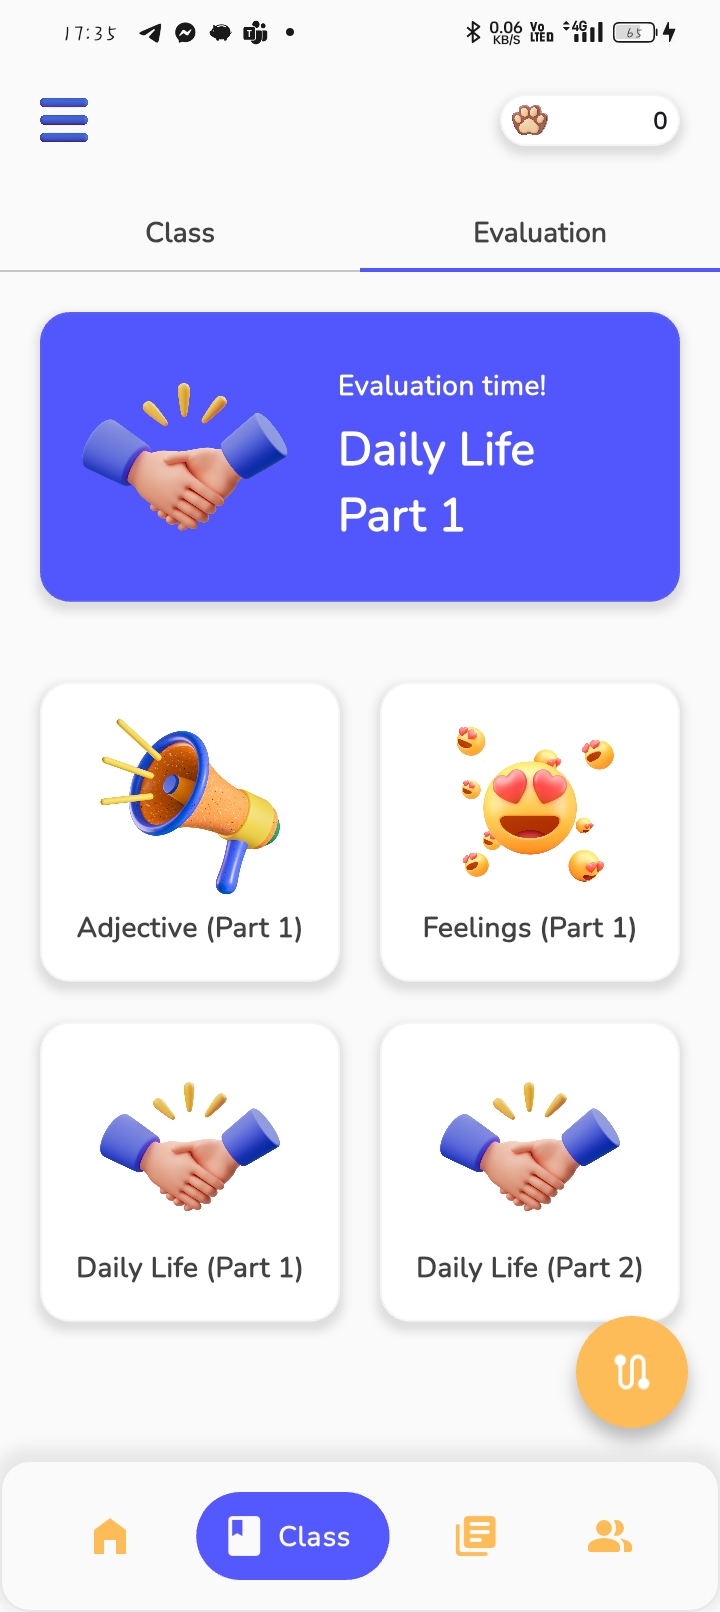 17:35
0.06 KB/S
Vo LTE D
4G
65
0
Class
Evaluation
Evaluation time!
Daily Life
Part 1
Adjective (Part 1)
Feelings (Part 1)
Daily Life (Part 1)
Daily Life (Part 2)
Class